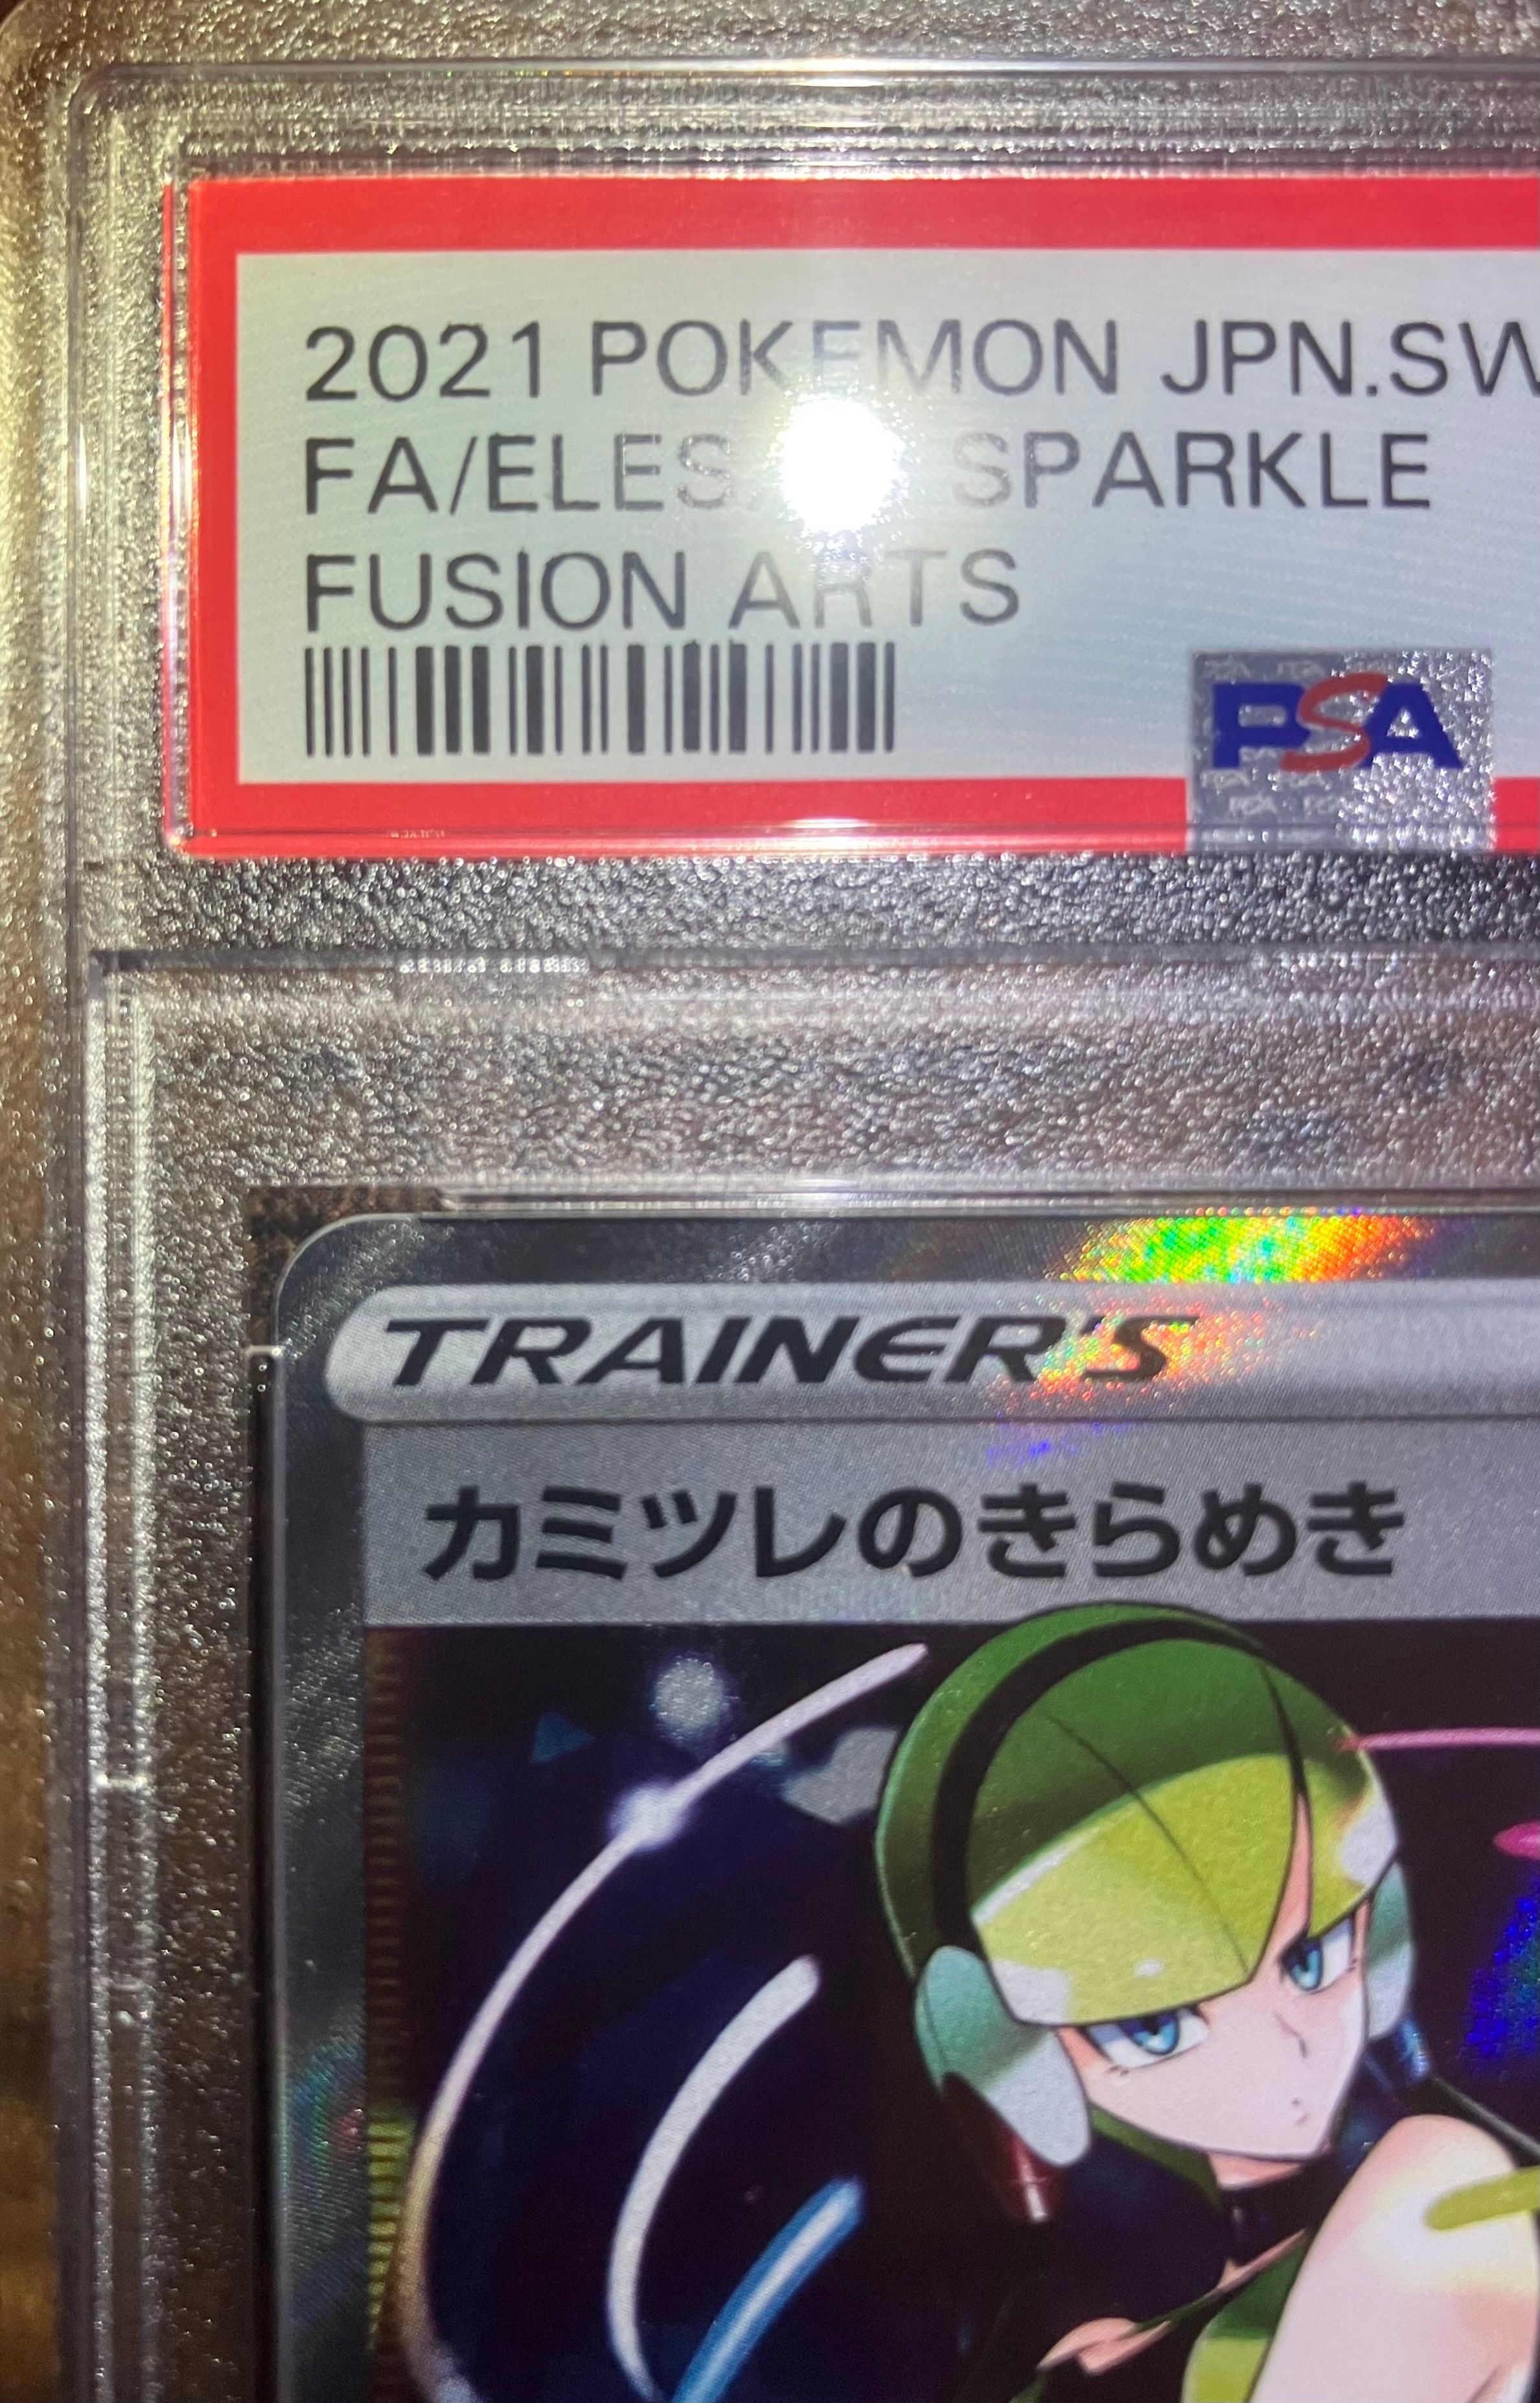 2021 POKEMON JPN.SW
FA/ELES SPARKLE
FUSION ARTS
PSA
TRAINER'S
カミツレのきらめき